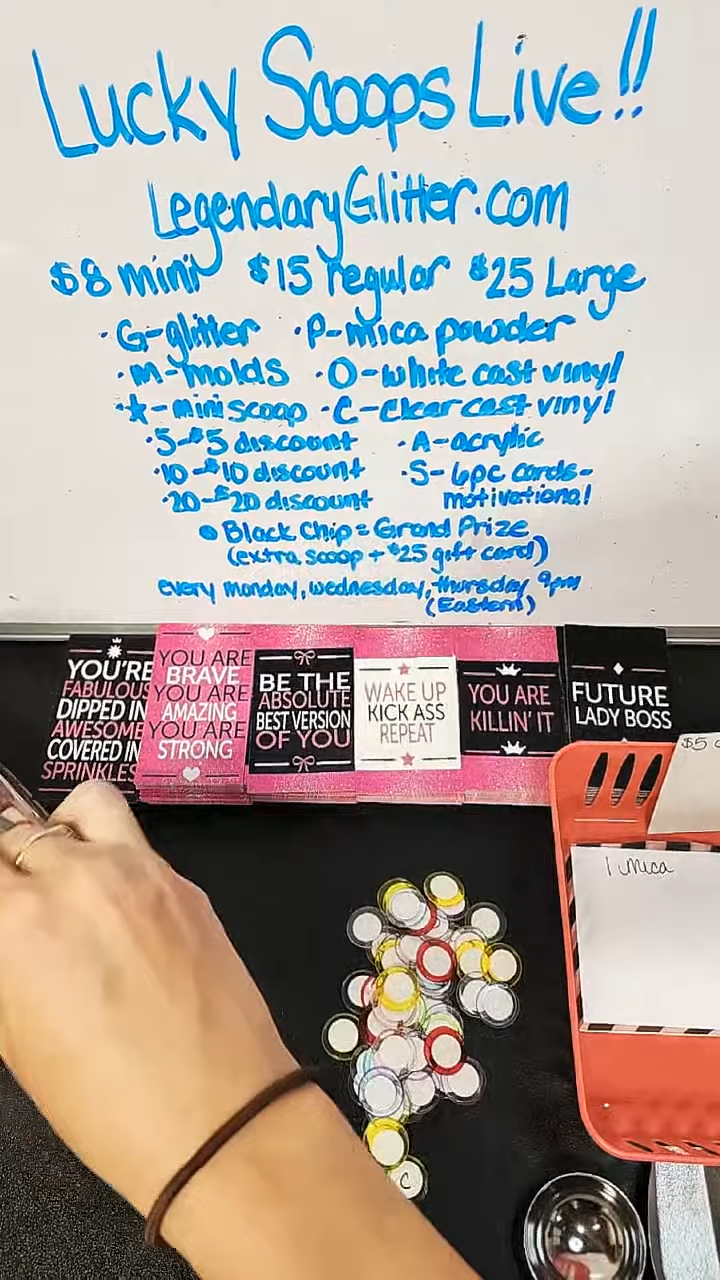 Lucky Scoops Live!!
LegendaryGlitter.com
$8 mini $15 regular $25 Large
·G-glitter ·P-mica powder
·M-molds ·O-white cast vinyl
·★-mini scoop ·C-clear cast vinyl
·5-$5 discount ·A-acrylic
·10-$10 discount ·S-6pc cards-
·20-$20 discount motivational
● Black Chip = Grand Prize
(extra scoop + $25 gift card)
every monday, wednesday, thursday 9pm
(Eastern)
YOU'RE
FABULOUS
DIPPED IN
AWESOME
COVERED IN
SPRINKLES
YOU ARE
BRAVE
YOU ARE
AMAZING
YOU ARE
STRONG
BE THE
ABSOLUTE
BEST VERSION
OF YOU
WAKE UP
KICK ASS
REPEAT
YOU ARE
KILLIN' IT
FUTURE
LADY BOSS
$5
1 mica
C